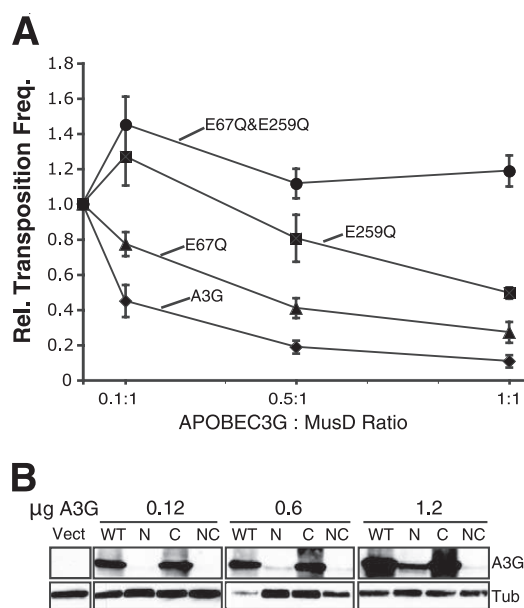 A
Rel. Transposition Freq.
1.8
1.6
1.4
1.2
1.0
0.8
0.6
0.4
0.2
0
E67Q&E259Q
E259Q
E67Q
A3G
0.1:1 0.5:1 1:1
APOBEC3G : MusD Ratio
B
μg A3G 0.12 0.6 1.2
Vect WT N C NC WT N C NC WT N C NC
A3G
Tub